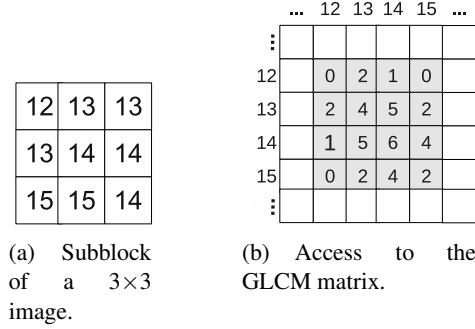 ... 12 13 14 15 ...
⋮
12 0 2 1 0
12 13 13
13 2 4 5 2
13 14 14
14 1 5 6 4
15 15 14
15 0 2 4 2
⋮
(a) Subblock
of a 3×3
image.
(b) Access to the
GLCM matrix.